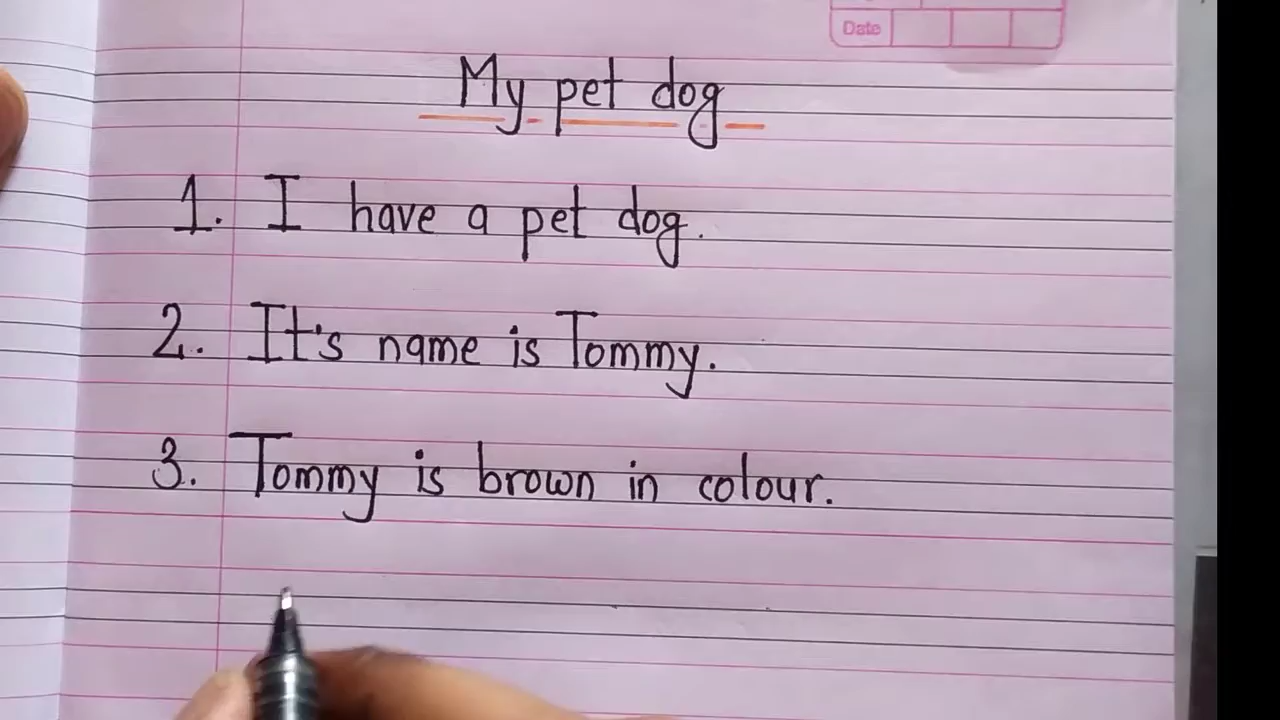 Date
My pet dog
1. I have a pet dog.
2. It's name is Tommy.
3. Tommy is brown in colour.